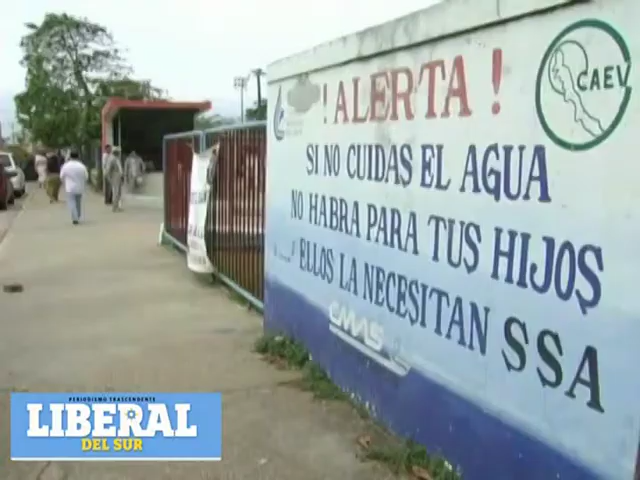 !ALERTA!
CAEV
SI NO CUIDAS EL AGUA
NO HABRA PARA TUS HIJOS
ELLOS LA NECESITAN SSA
CMAS
PERIODISMO TRASCENDENTE
LIBERAL
DEL SUR